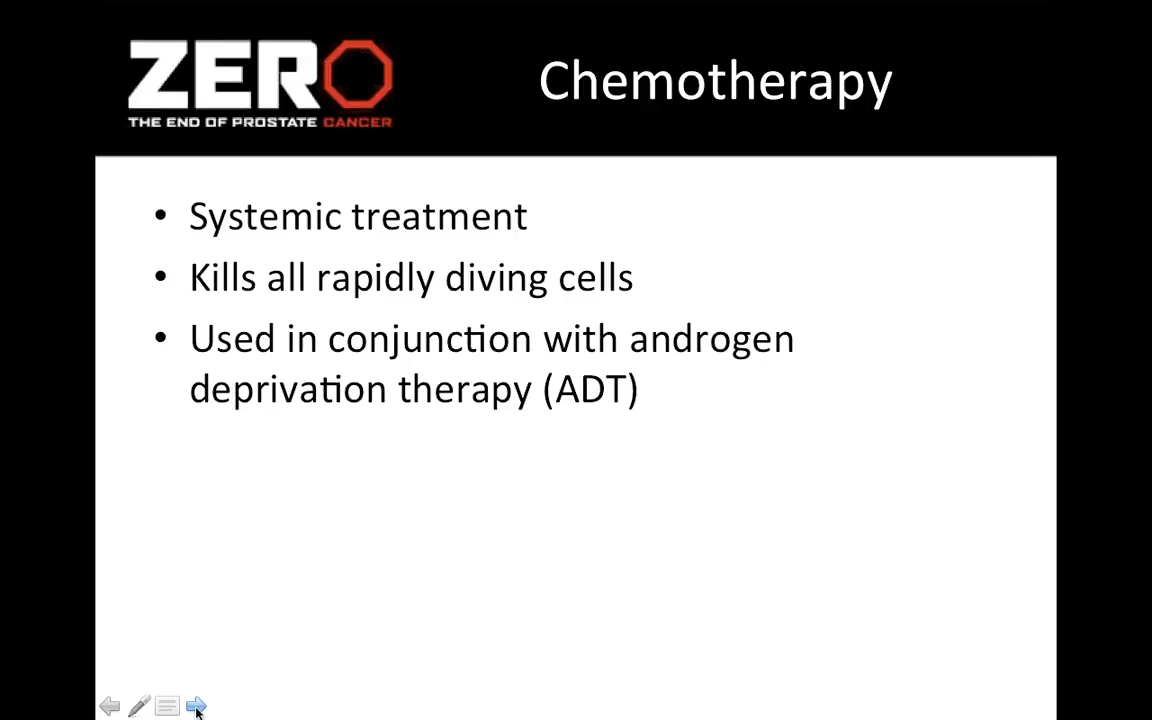 ZERO
THE END OF PROSTATE CANCER
Chemotherapy
• Systemic treatment
• Kills all rapidly diving cells
• Used in conjunction with androgen
deprivation therapy (ADT)